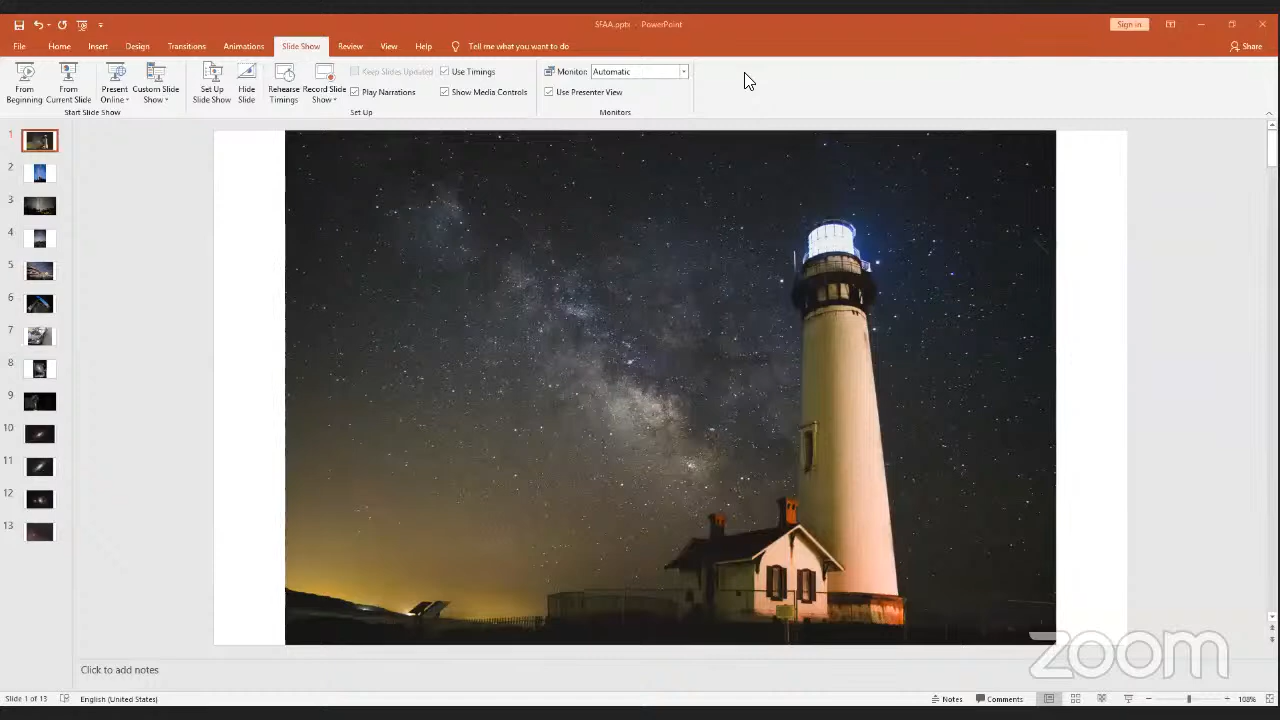 SFAA.pptx - PowerPoint
Sign in
File Home Insert Design Transitions Animations Slide Show Review View Help Tell me what you want to do
Share
From Beginning
From Current Slide
Present Online
Custom Slide Show
Start Slide Show
Set Up Slide Show
Hide Slide
Rehearse Timings
Record Slide Show
Keep Slides Updated
Play Narrations
Use Timings
Show Media Controls
Set Up
Monitor: Automatic
Use Presenter View
Monitors
1
2
3
4
5
6
7
8
9
10
11
12
13
zoom
Click to add notes
Slide 1 of 13 English (United States) Notes Comments 108%